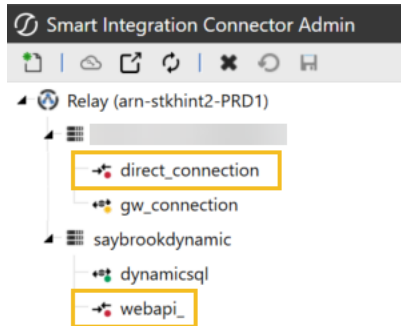 Smart Integration Connector Admin
Relay (arn-stkhint2-PRD1)
direct_connection
gw_connection
saybrookdynamic
dynamicsql
webapi_